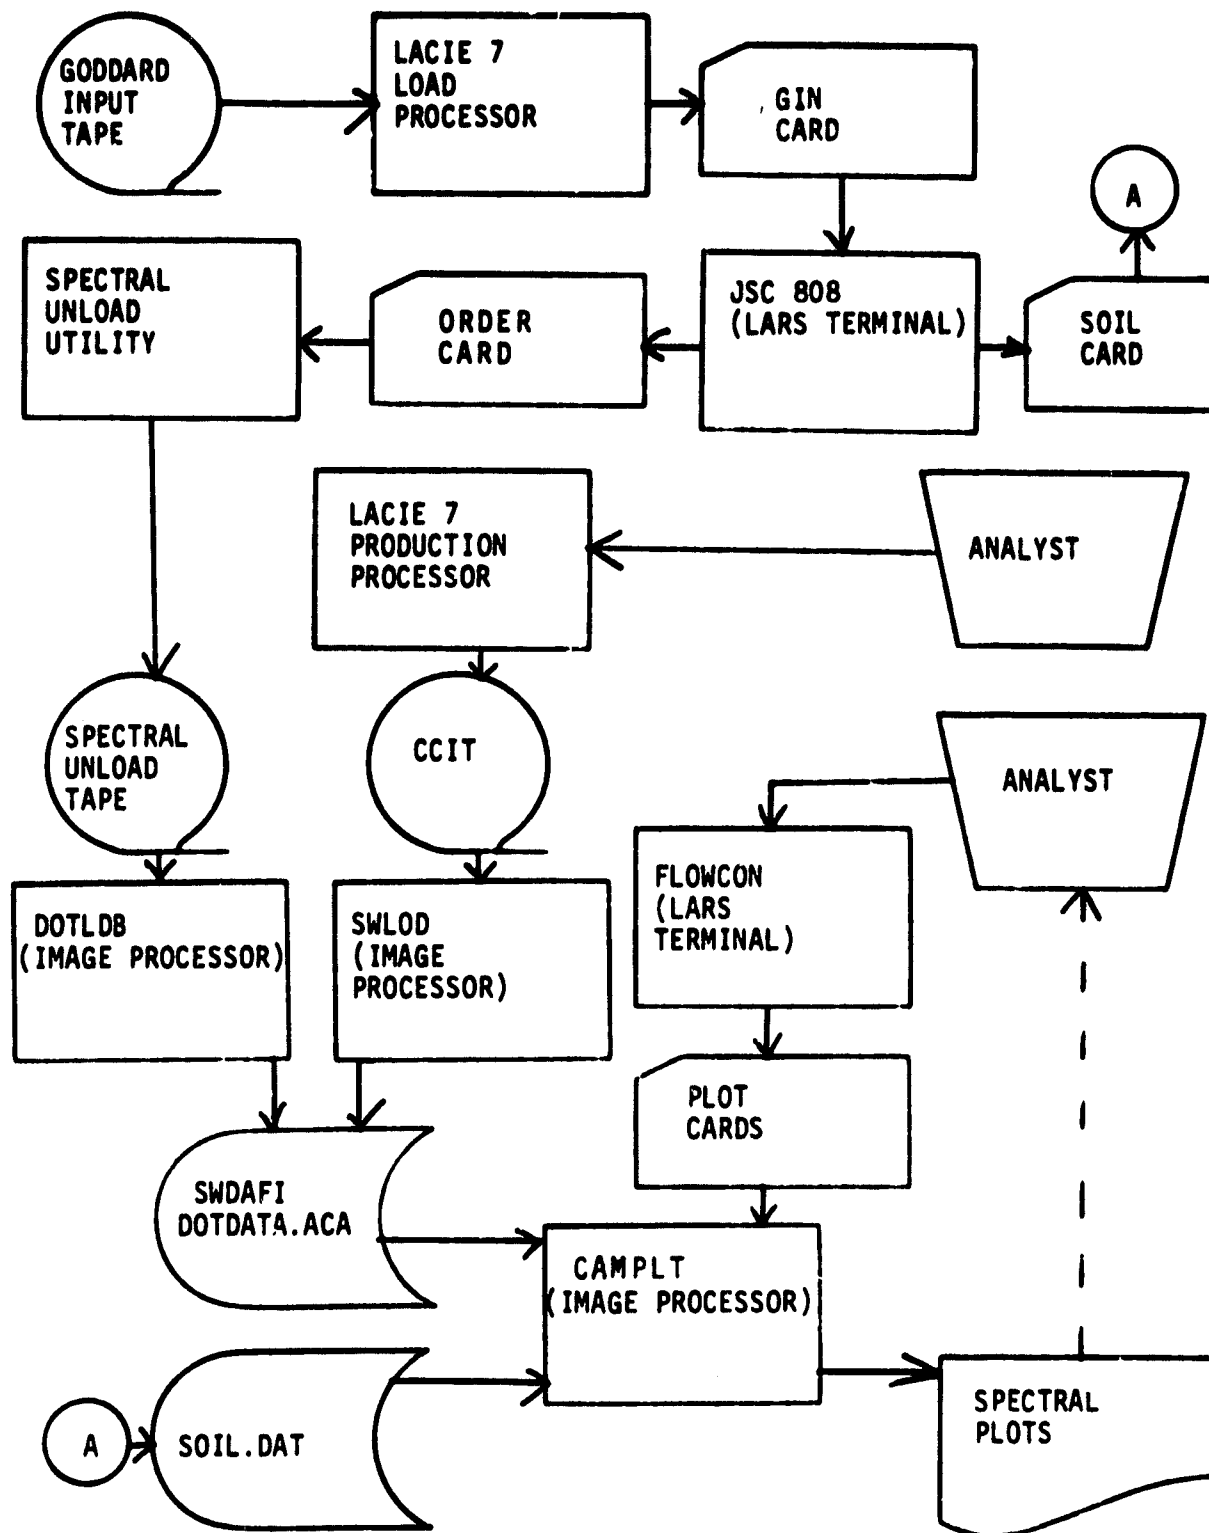 GODDARD
INPUT
TAPE
LACIE 7
LOAD
PROCESSOR
GIN
CARD
A
SPECTRAL
UNLOAD
UTILITY
ORDER
CARD
JSC 808
(LARS TERMINAL)
SOIL
CARD
LACIE 7
PRODUCTION
PROCESSOR
ANALYST
SPECTRAL
UNLOAD
TAPE
CCIT
ANALYST
DOTLDB
(IMAGE PROCESSOR)
SWLOD
(IMAGE
PROCESSOR)
FLOWCON
(LARS
TERMINAL)
PLOT
CARDS
SWDAFI
DOTDATA.ACA
CAMPLT
(IMAGE PROCESSOR)
A
SOIL.DAT
SPECTRAL
PLOTS